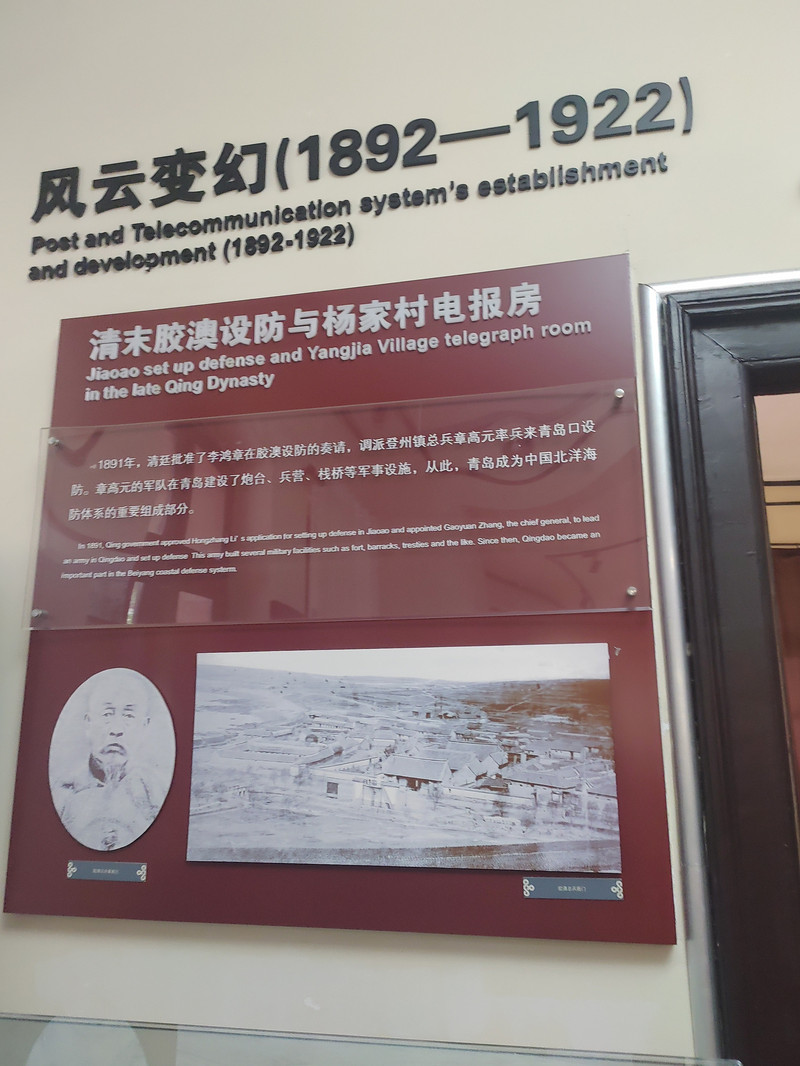 风云变幻(1892—1922)
Post and Telecommunication system's establishment
and development (1892-1922)
清末胶澳设防与杨家村电报房
Jiaoao set up defense and Yangjia Village telegraph room
in the late Qing Dynasty
1891年，清廷批准了李鸿章在胶澳设防的奏请，调派登州镇总兵章高元率兵来青岛口设
防。章高元的军队在青岛建设了炮台、兵营、栈桥等军事设施，从此，青岛成为中国北洋海
防体系的重要组成部分。
In 1891, Qing government approved Hongzhang Li's application for setting up defense in Jiaoao and appointed Gaoyuan Zhang, the chief general, to lead
an army in Qingdao and set up defense. This army built several military facilities such as fort, barracks, trestles and the like. Since then, Qingdao became an
important part in the Beiyang coastal defense systerm.